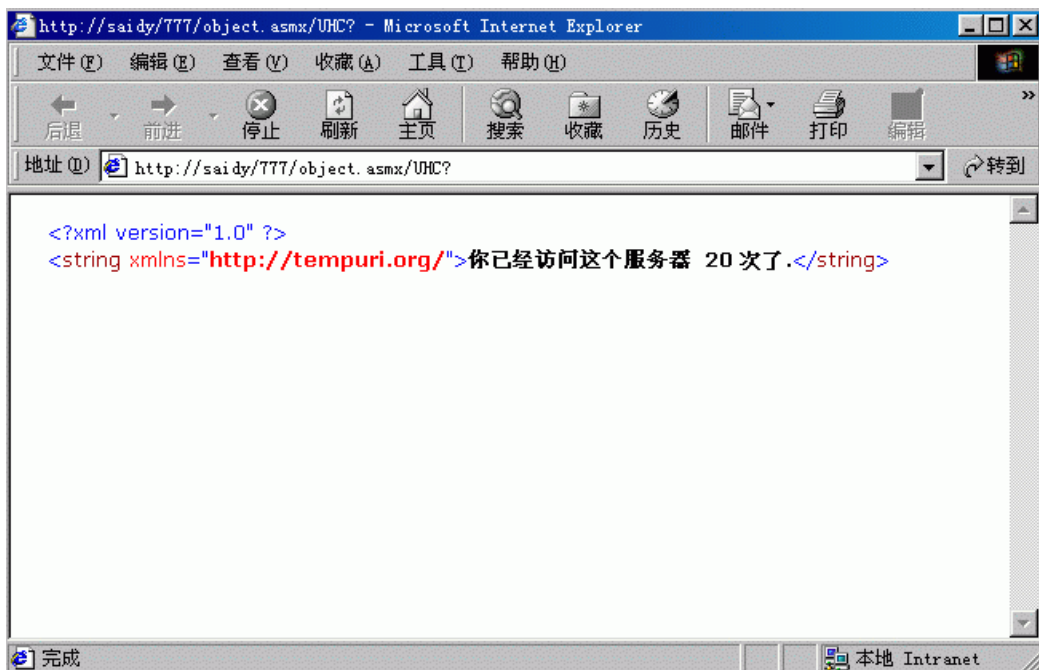 http://saidy/777/object.asmx/UHC? - Microsoft Internet Explorer
文件(F) 编辑(E) 查看(V) 收藏(A) 工具(T) 帮助(H)
后退 前进 停止 刷新 主页 搜索 收藏 历史 邮件 打印 编辑 »
地址(D) http://saidy/777/object.asmx/UHC? 转到
<?xml version="1.0" ?>
<string xmlns="http://tempuri.org/">你已经访问这个服务器 20 次了.</string>
完成 本地 Intranet